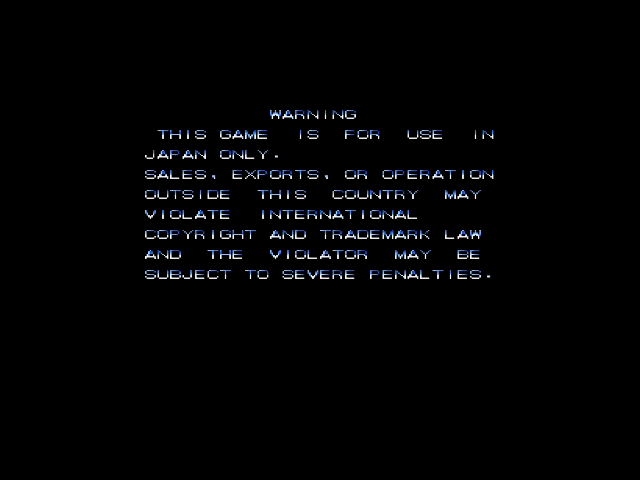 WARNING
THIS GAME IS FOR USE IN
JAPAN ONLY.
SALES, EXPORTS, OR OPERATION
OUTSIDE THIS COUNTRY MAY
VIOLATE INTERNATIONAL
COPYRIGHT AND TRADEMARK LAW
AND THE VIOLATOR MAY BE
SUBJECT TO SEVERE PENALTIES.